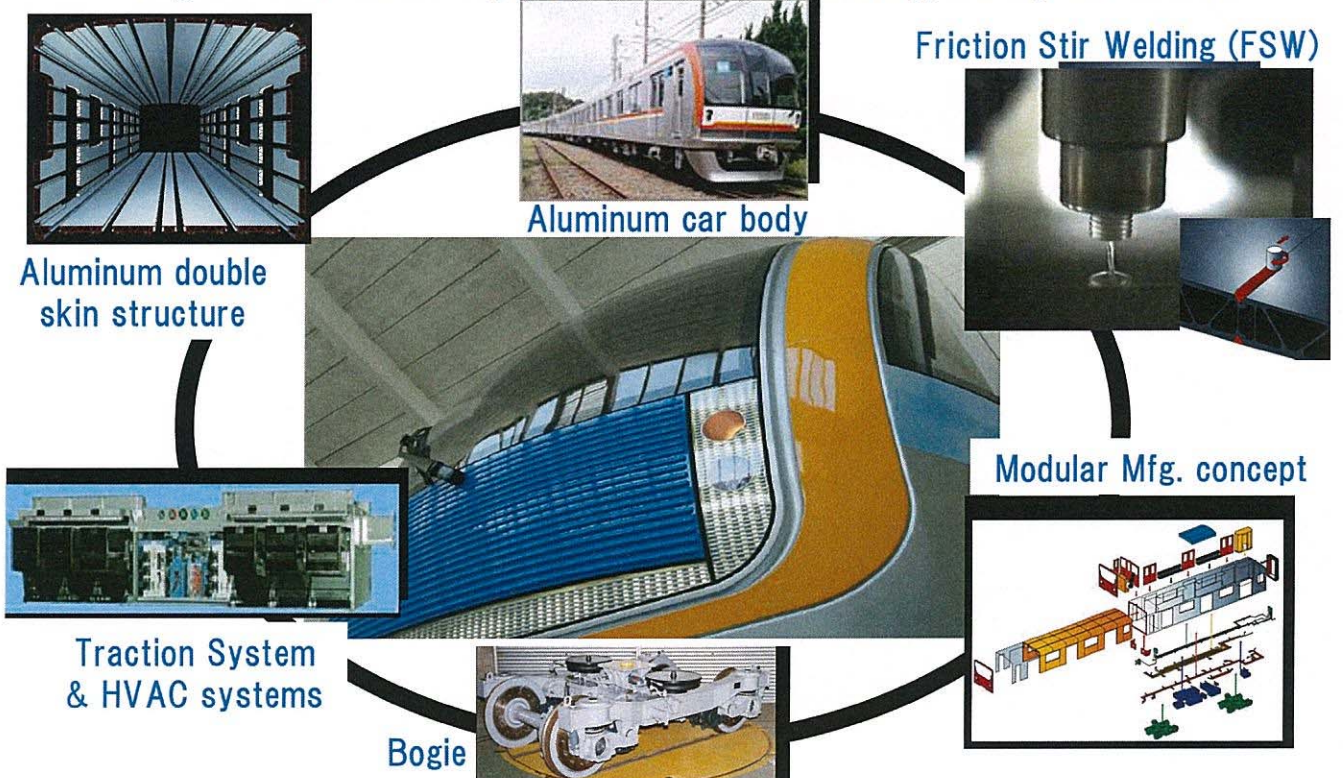 Aluminum car body
Friction Stir Welding (FSW)
Aluminum double
skin structure
Modular Mfg. concept
Traction System
& HVAC systems
Bogie